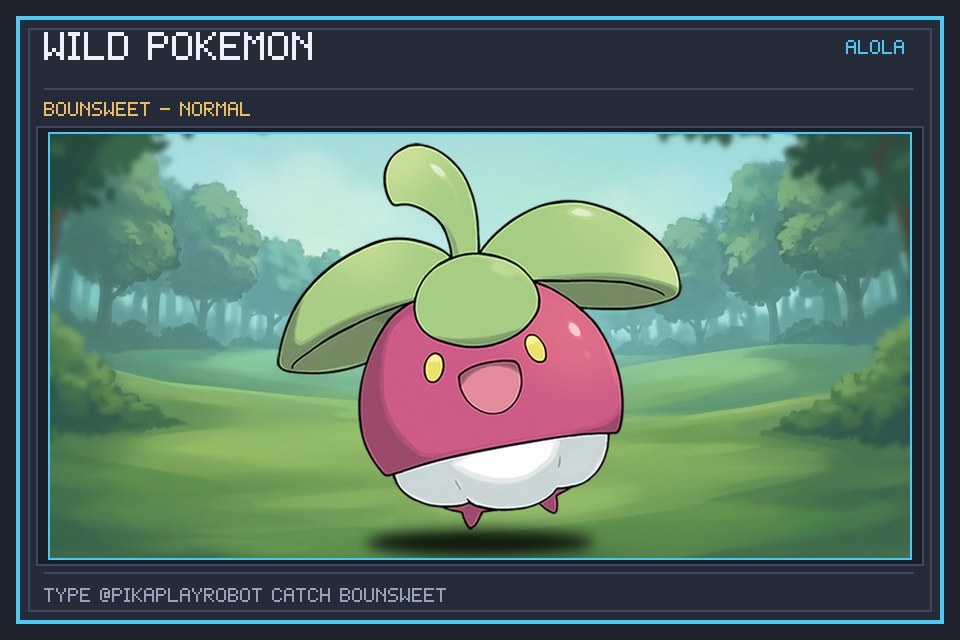 WILD POKEMON
ALOLA
BOUNSWEET - NORMAL
TYPE @PIKAPLAYROBOT CATCH BOUNSWEET